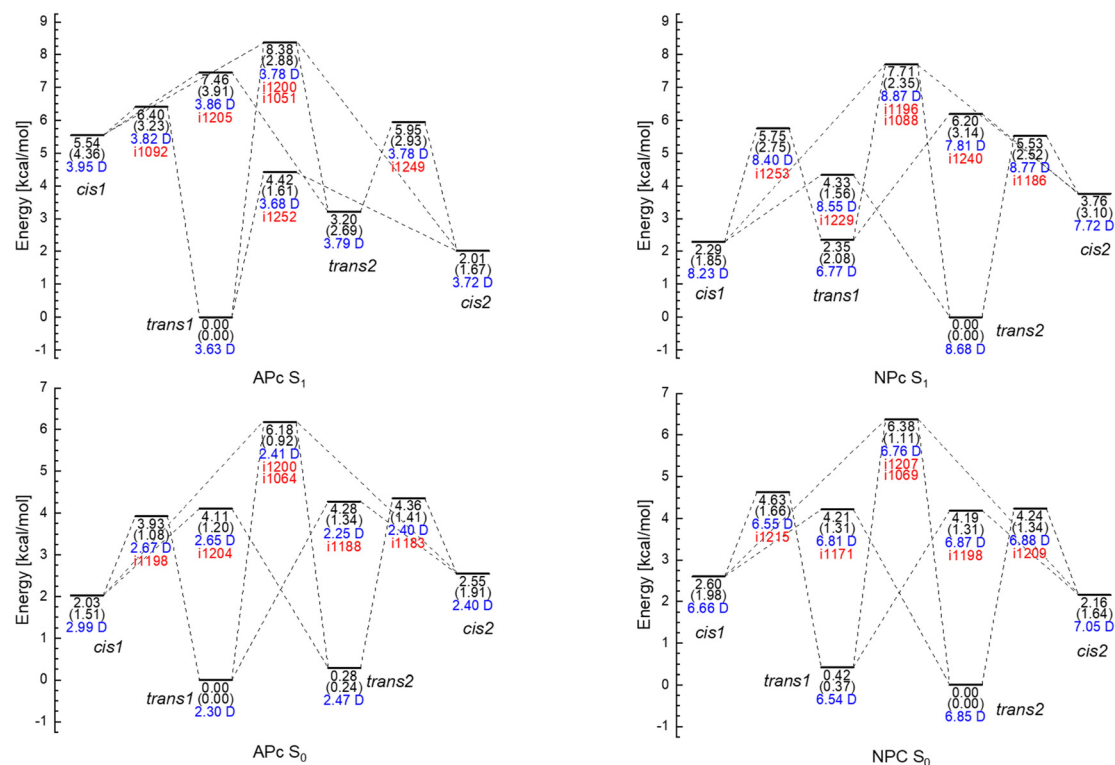 9
8
7
6
5
4
3
2
1
0
-1
Energy [kcal/mol]
5.54
(4.36)
3.95 D
cis1
6.40
(3.23)
3.82 D
i1092
7.46
(3.91)
3.86 D
i1205
8.38
(2.88)
3.78 D
i1200
i1051
4.42
(1.61)
3.68 D
i1252
3.20
(2.69)
3.79 D
trans2
5.95
(2.93)
3.78 D
i1249
2.01
(1.67)
3.72 D
cis2
trans1
0.00
(0.00)
3.63 D
APc S1
9
8
7
6
5
4
3
2
1
0
-1
Energy [kcal/mol]
2.29
(1.85)
8.23 D
cis1
5.75
(2.75)
8.40 D
i1253
4.33
(1.56)
8.55 D
i1229
2.35
(2.08)
6.77 D
trans1
7.71
(2.35)
8.87 D
i1196
i1088
6.20
(3.14)
7.81 D
i1240
5.53
(2.52)
8.77 D
i1186
3.76
(3.10)
7.72 D
cis2
0.00
(0.00)
8.68 D
trans2
NPc S1
7
6
5
4
3
2
1
0
-1
Energy [kcal/mol]
2.03
(1.51)
2.99 D
cis1
3.93
(1.08)
2.67 D
i1198
4.11
(1.20)
2.65 D
i1204
6.18
(0.92)
2.41 D
i1200
i1064
4.28
(1.34)
2.25 D
i1188
4.36
(1.41)
2.40 D
i1183
2.55
(1.91)
2.40 D
cis2
trans1
0.00
(0.00)
2.30 D
0.28
(0.24)
2.47 D
trans2
APc S0
7
6
5
4
3
2
1
0
-1
Energy [kcal/mol]
2.60
(1.98)
6.66 D
cis1
4.63
(1.66)
6.55 D
i1215
4.21
(1.31)
6.81 D
i1171
6.38
(1.11)
6.76 D
i1207
i1069
4.19
(1.31)
6.87 D
i1198
4.24
(1.34)
6.88 D
i1209
2.16
(1.64)
7.05 D
cis2
trans1
0.42
(0.37)
6.54 D
0.00
(0.00)
6.85 D
trans2
NPC S0